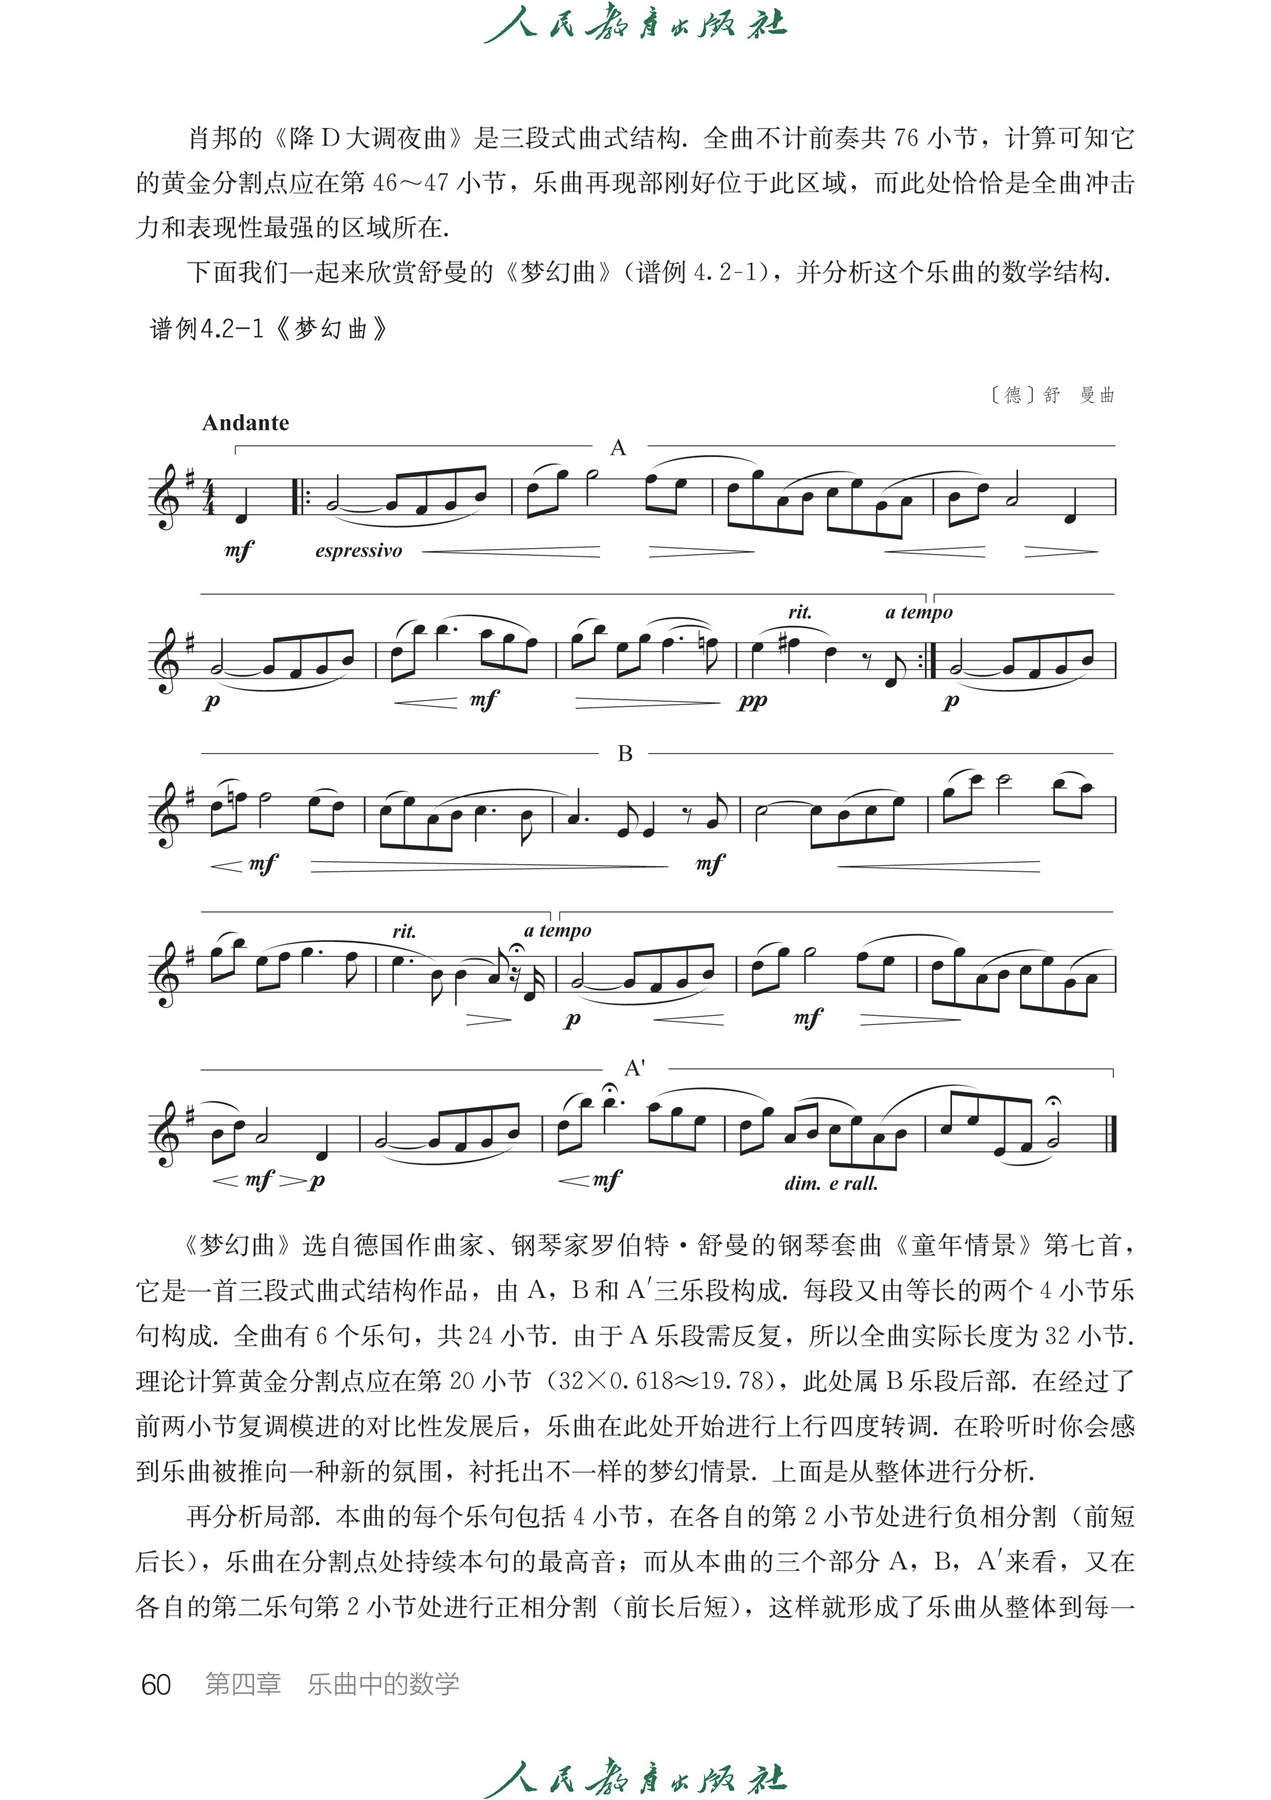 人民教育出版社
肖邦的《降 D 大调夜曲》是三段式曲式结构. 全曲不计前奏共 76 小节，计算可知它
的黄金分割点应在第 46～47 小节，乐曲再现部刚好位于此区域，而此处恰恰是全曲冲击
力和表现性最强的区域所在.
下面我们一起来欣赏舒曼的《梦幻曲》（谱例 4.2-1），并分析这个乐曲的数学结构.
谱例4.2-1《梦幻曲》
〔德〕舒 曼曲
Andante
A
4
4
mf espressivo
rit. a tempo
p mf pp p
B
mf mf
rit. a tempo
p mf
A'
mf p mf dim. e rall.
《梦幻曲》选自德国作曲家、钢琴家罗伯特·舒曼的钢琴套曲《童年情景》第七首，
它是一首三段式曲式结构作品，由 A，B 和 A′三乐段构成. 每段又由等长的两个 4 小节乐
句构成. 全曲有 6 个乐句，共 24 小节. 由于 A 乐段需反复，所以全曲实际长度为 32 小节.
理论计算黄金分割点应在第 20 小节（32×0.618≈19.78），此处属 B 乐段后部. 在经过了
前两小节复调模进的对比性发展后，乐曲在此处开始进行上行四度转调. 在聆听时你会感
到乐曲被推向一种新的氛围，衬托出不一样的梦幻情景. 上面是从整体进行分析.
再分析局部. 本曲的每个乐句包括 4 小节，在各自的第 2 小节处进行负相分割（前短
后长），乐曲在分割点处持续本句的最高音；而从本曲的三个部分 A，B，A′来看，又在
各自的第二乐句第 2 小节处进行正相分割（前长后短），这样就形成了乐曲从整体到每一
60 第四章 乐曲中的数学
人民教育出版社